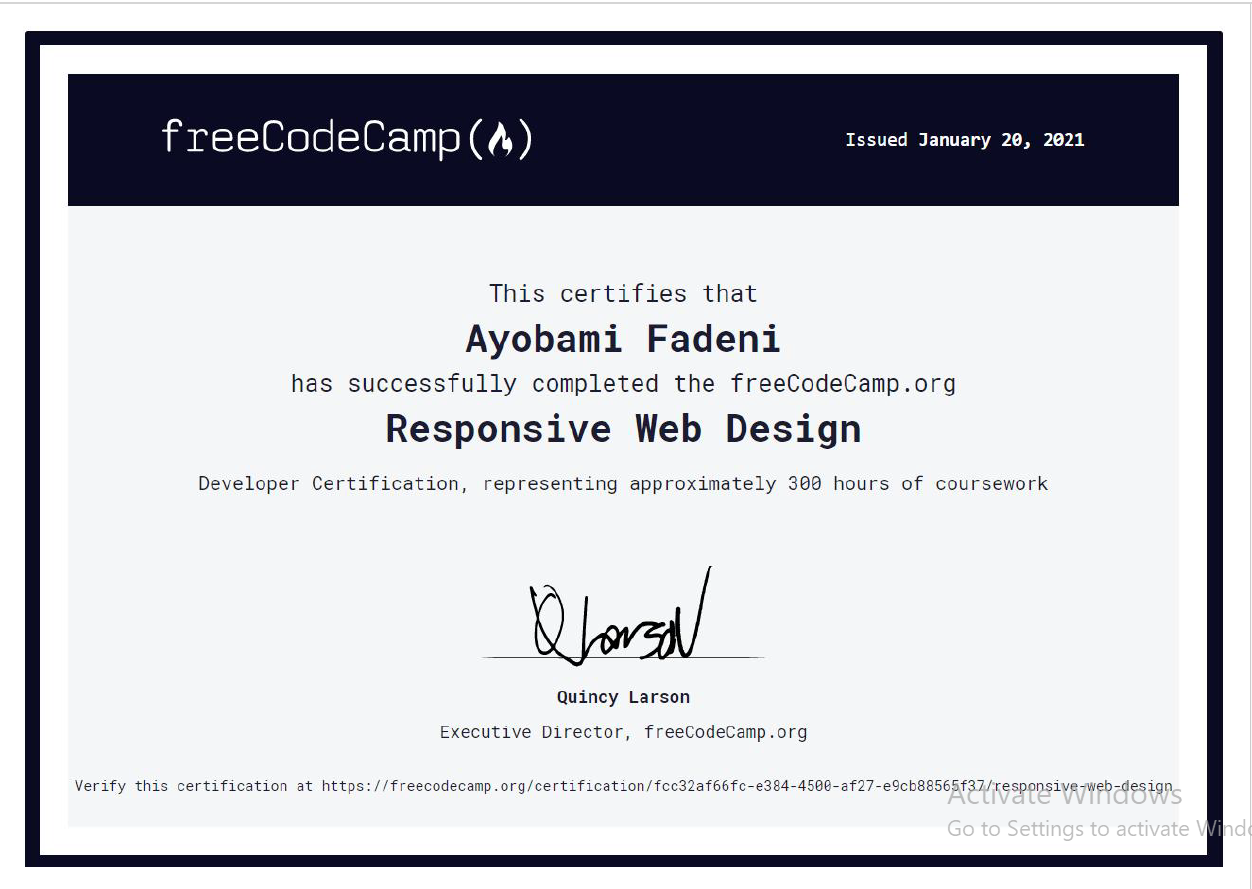 freeCodeCamp
Issued January 20, 2021
This certifies that
Ayobami Fadeni
has successfully completed the freeCodeCamp.org
Responsive Web Design
Developer Certification, representing approximately 300 hours of coursework
Q Larson
Quincy Larson
Executive Director, freeCodeCamp.org
Verify this certification at https://freecodecamp.org/certification/fcc32af66fc-e384-4500-af27-e9cb88565f37/responsive-web-design
Activate Windows
Go to Settings to activate Windo